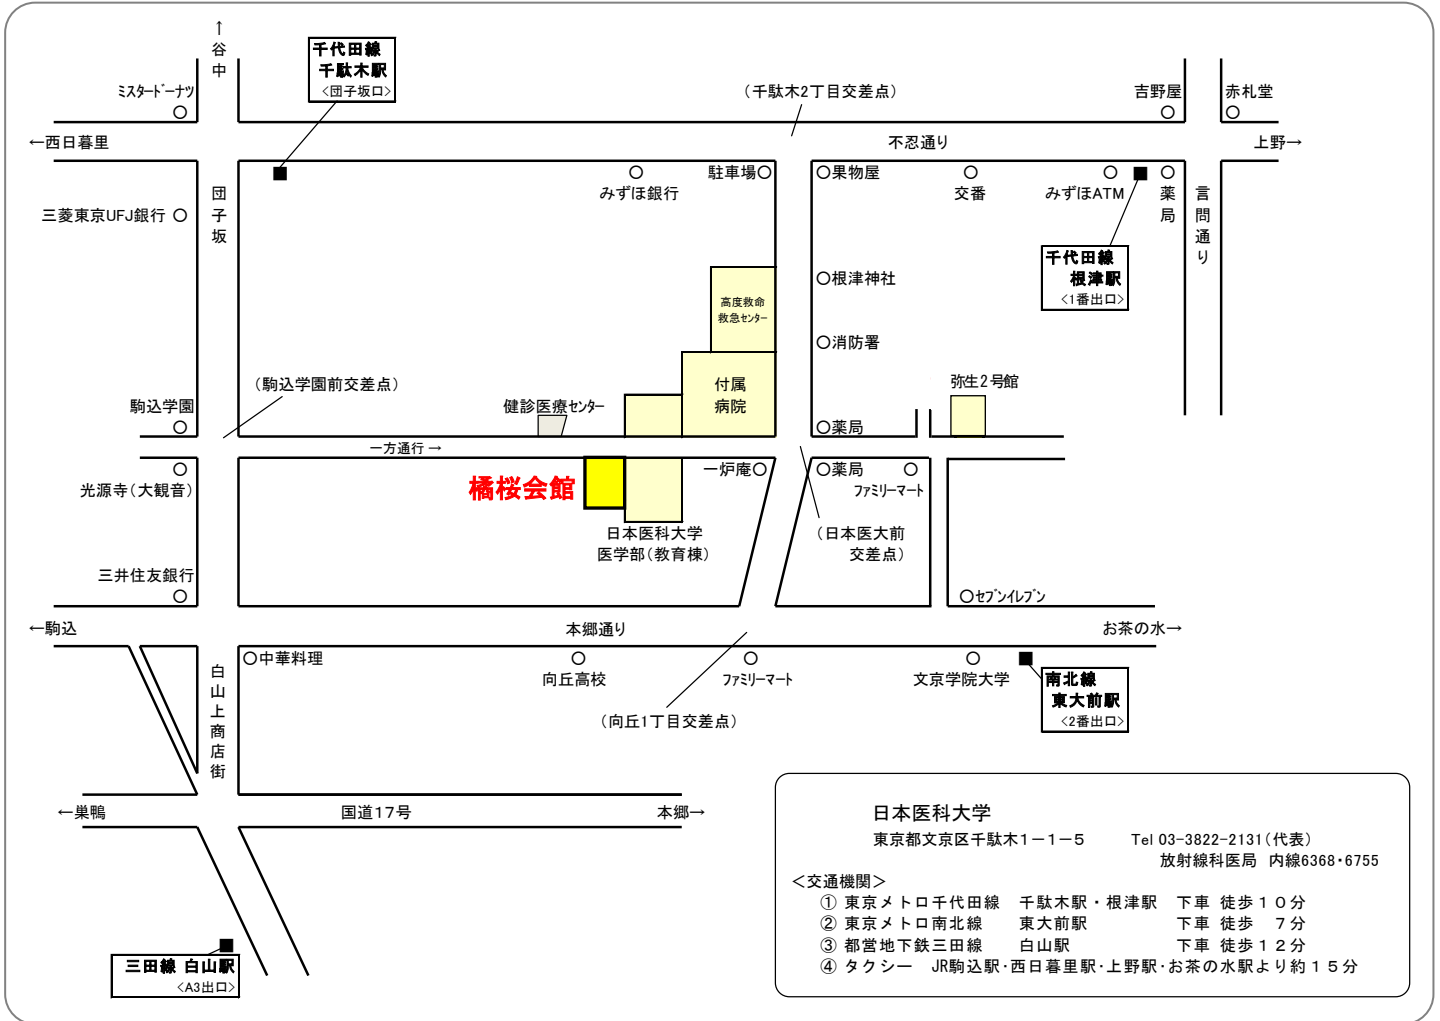 ↑谷中
千代田線
千駄木駅
<団子坂口>
ミスタードーナツ
(千駄木2丁目交差点)
吉野屋
赤札堂
←西日暮里
不忍通り
上野→
団子坂
みずほ銀行
駐車場
果物屋
交番
みずほATM
薬局
言問通り
三菱東京UFJ銀行
千代田線
根津駅
<1番出口>
根津神社
高度救命
救急センター
消防署
(駒込学園前交差点)
付属
病院
弥生2号館
駒込学園
健診医療センター
薬局
一方通行→
光源寺(大観音)
橘桜会館
一炉庵
薬局
ファミリーマート
日本医科大学
医学部(教育棟)
(日本医大前
交差点)
三井住友銀行
セブンイレブン
←駒込
本郷通り
お茶の水→
白山上商店街
中華料理
向丘高校
ファミリーマート
文京学院大学
南北線
東大前駅
<2番出口>
(向丘1丁目交差点)
←巣鴨
国道17号
本郷→
三田線 白山駅
<A3出口>
日本医科大学
東京都文京区千駄木1-1-5 Tel 03-3822-2131(代表)
放射線科医局 内線6368・6755
<交通機関>
① 東京メトロ千代田線 千駄木駅・根津駅 下車 徒歩10分
② 東京メトロ南北線 東大前駅 下車 徒歩 7分
③ 都営地下鉄三田線 白山駅 下車 徒歩12分
④ タクシー JR駒込駅・西日暮里駅・上野駅・お茶の水駅より約15分